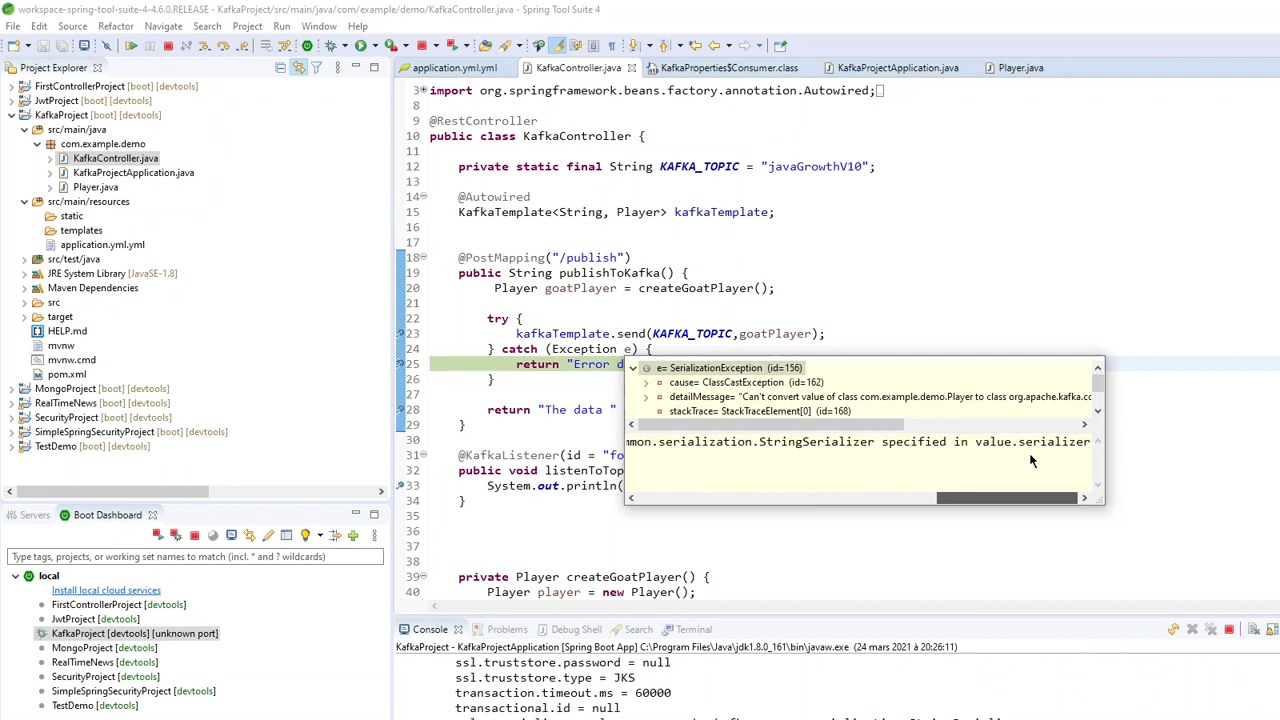 workspace-spring-tool-suite-4-4.6.0.RELEASE - KafkaProject/src/main/java/com/example/demo/KafkaController.java - Spring Tool Suite 4
File Edit Source Refactor Navigate Search Project Run Window Help
Project Explorer
FirstControllerProject [boot] [devtools]
JwtProject [boot] [devtools]
KafkaProject [boot] [devtools]
src/main/java
com.example.demo
KafkaController.java
KafkaProjectApplication.java
Player.java
src/main/resources
static
templates
application.yml.yml
src/test/java
JRE System Library [JavaSE-1.8]
Maven Dependencies
src
target
HELP.md
mvnw
mvnw.cmd
pom.xml
MongoProject [boot]
RealTimeNews [boot] [devtools]
SecurityProject [boot] [devtools]
SimpleSpringSecurityProject [boot] [devtools]
TestDemo [boot] [devtools]
Servers Boot Dashboard
Type tags, projects, or working set names to match (incl. * and ? wildcards)
local
Install local cloud services
FirstControllerProject [devtools]
JwtProject [devtools]
KafkaProject [devtools] [unknown port]
MongoProject [devtools]
RealTimeNews [devtools]
SecurityProject [devtools]
SimpleSpringSecurityProject [devtools]
TestDemo [devtools]
application.yml.yml KafkaController.java KafkaProperties$Consumer.class KafkaProjectApplication.java Player.java
3 import org.springframework.beans.factory.annotation.Autowired;
8
9 @RestController
10 public class KafkaController {
11
12 private static final String KAFKA_TOPIC = "javaGrowthV10";
13
14 @Autowired
15 KafkaTemplate<String, Player> kafkaTemplate;
16
17
18 @PostMapping("/publish")
19 public String publishToKafka() {
20 Player goatPlayer = createGoatPlayer();
21
22 try {
23 kafkaTemplate.send(KAFKA_TOPIC,goatPlayer);
24 } catch (Exception e) {
25 return "Error d
26 }
27
28 return "The data "
29 }
30
31 @KafkaListener(id = "fo
32 public void listenToTop
33 System.out.println(
34 }
35
36
37
38
39 private Player createGoatPlayer() {
40 Player player = new Player();
e= SerializationException (id=156)
cause= ClassCastException (id=162)
detailMessage= "Can't convert value of class com.example.demo.Player to class org.apache.kafka.co
stackTrace= StackTraceElement[0] (id=168)
mon.serialization.StringSerializer specified in value.serializer
Console Problems Debug Shell Search Terminal
KafkaProject - KafkaProjectApplication [Spring Boot App] C:\Program Files\Java\jdk1.8.0_161\bin\javaw.exe (24 mars 2021 à 20:26:11)
ssl.truststore.password = null
ssl.truststore.type = JKS
transaction.timeout.ms = 60000
transactional.id = null